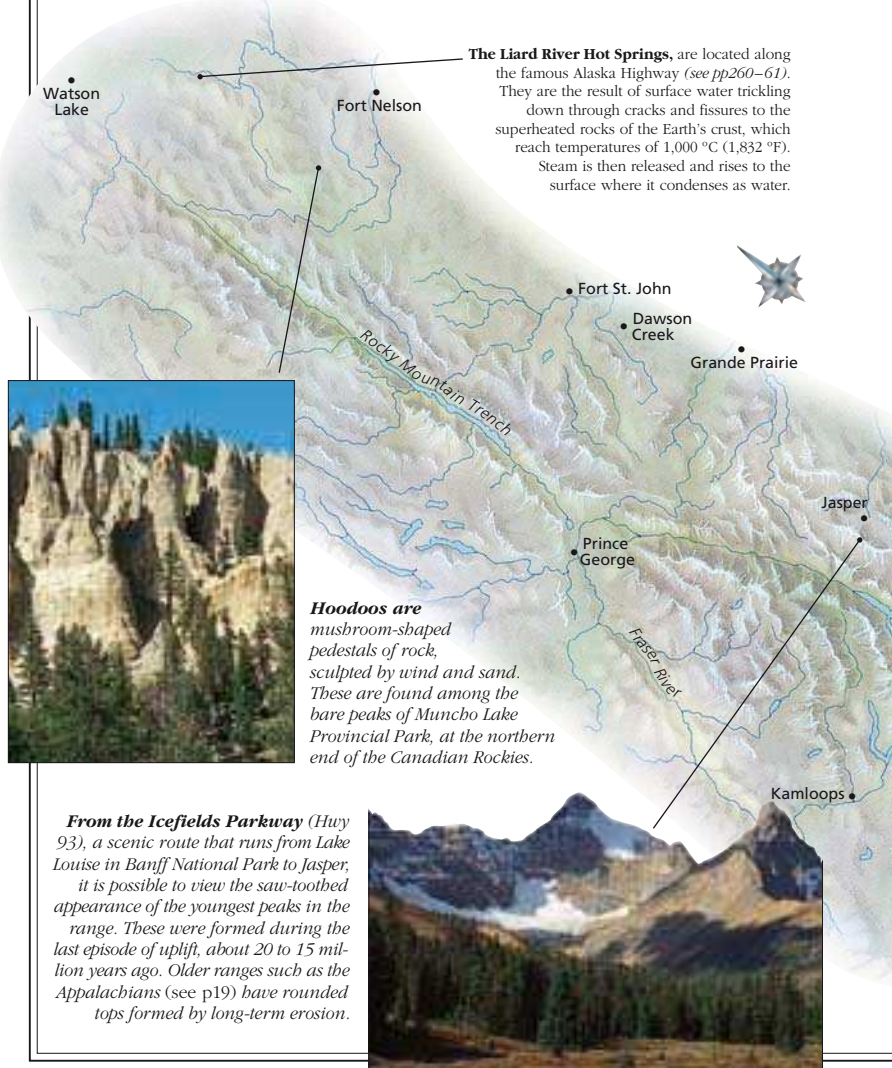 The Liard River Hot Springs, are located along
the famous Alaska Highway (see pp260–61).
They are the result of surface water trickling
down through cracks and fissures to the
superheated rocks of the Earth's crust, which
reach temperatures of 1,000 ºC (1,832 ºF).
Steam is then released and rises to the
surface where it condenses as water.
Watson
Lake
Fort Nelson
Fort St. John
Dawson
Creek
Grande Prairie
Rocky Mountain Trench
Jasper
Prince
George
Fraser River
Kamloops
Hoodoos are
mushroom-shaped
pedestals of rock,
sculpted by wind and sand.
These are found among the
bare peaks of Muncho Lake
Provincial Park, at the northern
end of the Canadian Rockies.
From the Icefields Parkway (Hwy
93), a scenic route that runs from Lake
Louise in Banff National Park to Jasper,
it is possible to view the saw-toothed
appearance of the youngest peaks in the
range. These were formed during the
last episode of uplift, about 20 to 15 mil-
lion years ago. Older ranges such as the
Appalachians (see p19) have rounded
tops formed by long-term erosion.